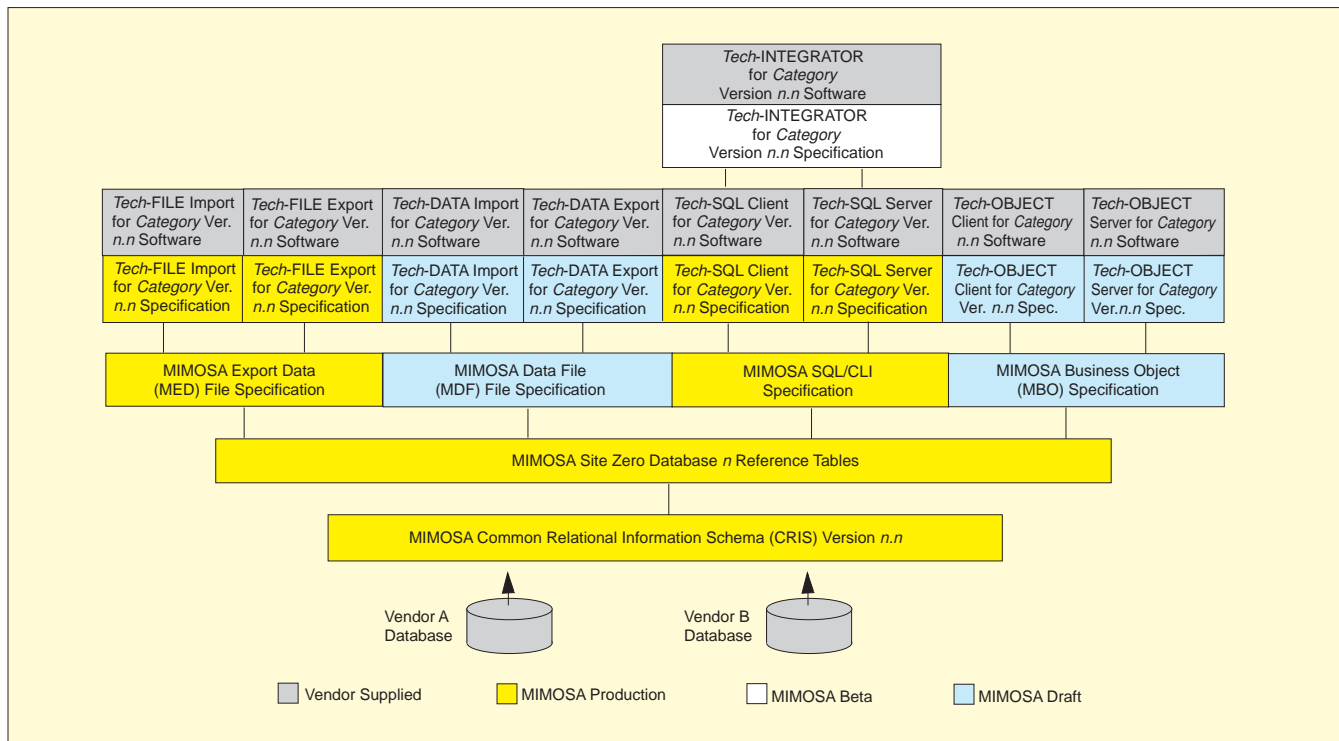 Tech-INTEGRATOR
for Category
Version n.n Software
Tech-INTEGRATOR
for Category
Version n.n Specification
Tech-FILE Import
for Category Ver.
n.n Software
Tech-FILE Export
for Category Ver.
n.n Software
Tech-DATA Import
for Category Ver.
n.n Software
Tech-DATA Export
for Category Ver.
n.n Software
Tech-SQL Client
for Category Ver.
n.n Software
Tech-SQL Server
for Category Ver.
n.n Software
Tech-OBJECT
Client for Category
n.n Software
Tech-OBJECT
Server for Category
n.n Software
Tech-FILE Import
for Category Ver.
n.n Specification
Tech-FILE Export
for Category Ver.
n.n Specification
Tech-DATA Import
for Category Ver.
n.n Specification
Tech-DATA Export
for Category Ver.
n.n Specification
Tech-SQL Client
for Category Ver.
n.n Specification
Tech-SQL Server
for Category Ver.
n.n Specification
Tech-OBJECT
Client for Category
Ver. n.n Spec.
Tech-OBJECT
Server for Category
Ver.n.n Spec.
MIMOSA Export Data
(MED) File Specification
MIMOSA Data File
(MDF) File Specification
MIMOSA SQL/CLI
Specification
MIMOSA Business Object
(MBO) Specification
MIMOSA Site Zero Database n Reference Tables
MIMOSA Common Relational Information Schema (CRIS) Version n.n
Vendor A
Database
Vendor B
Database
Vendor Supplied
MIMOSA Production
MIMOSA Beta
MIMOSA Draft